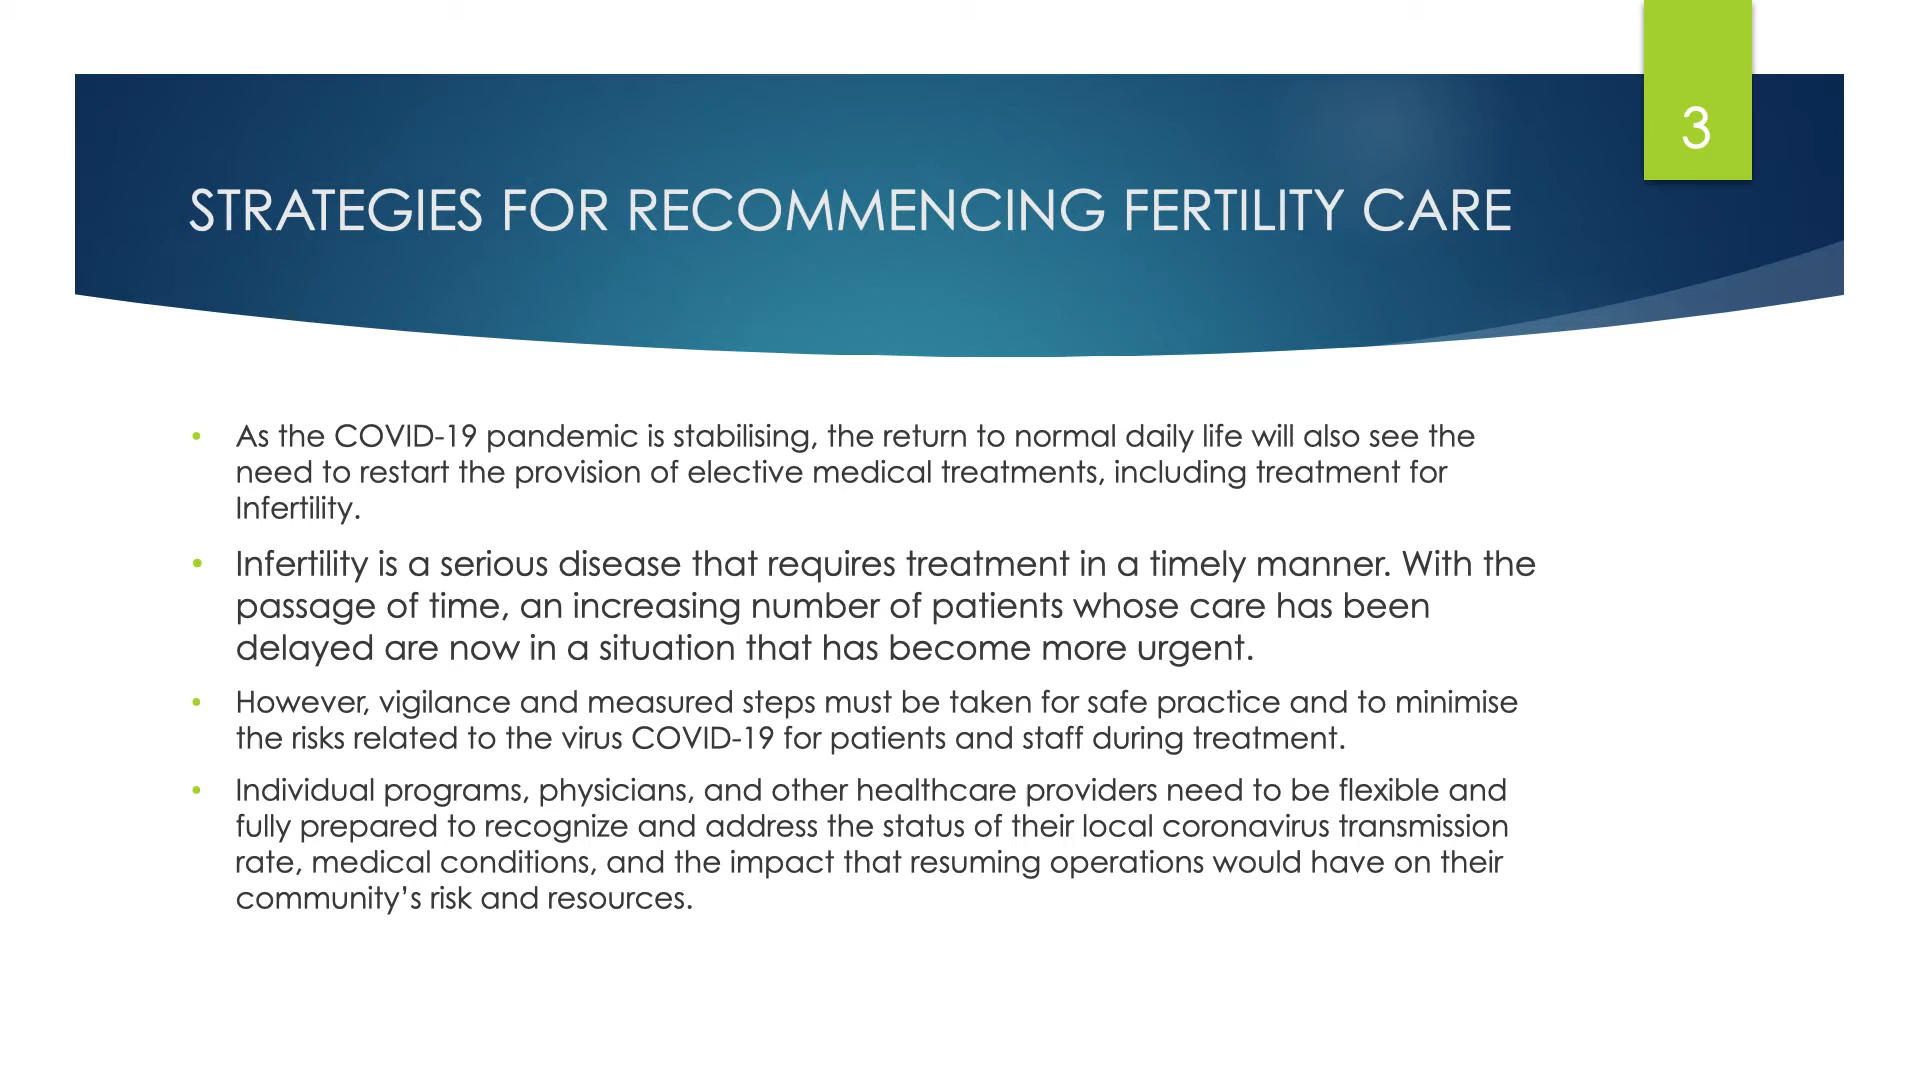 3
STRATEGIES FOR RECOMMENCING FERTILITY CARE
• As the COVID-19 pandemic is stabilising, the return to normal daily life will also see the
need to restart the provision of elective medical treatments, including treatment for
Infertility.
• Infertility is a serious disease that requires treatment in a timely manner. With the
passage of time, an increasing number of patients whose care has been
delayed are now in a situation that has become more urgent.
• However, vigilance and measured steps must be taken for safe practice and to minimise
the risks related to the virus COVID-19 for patients and staff during treatment.
• Individual programs, physicians, and other healthcare providers need to be flexible and
fully prepared to recognize and address the status of their local coronavirus transmission
rate, medical conditions, and the impact that resuming operations would have on their
community’s risk and resources.